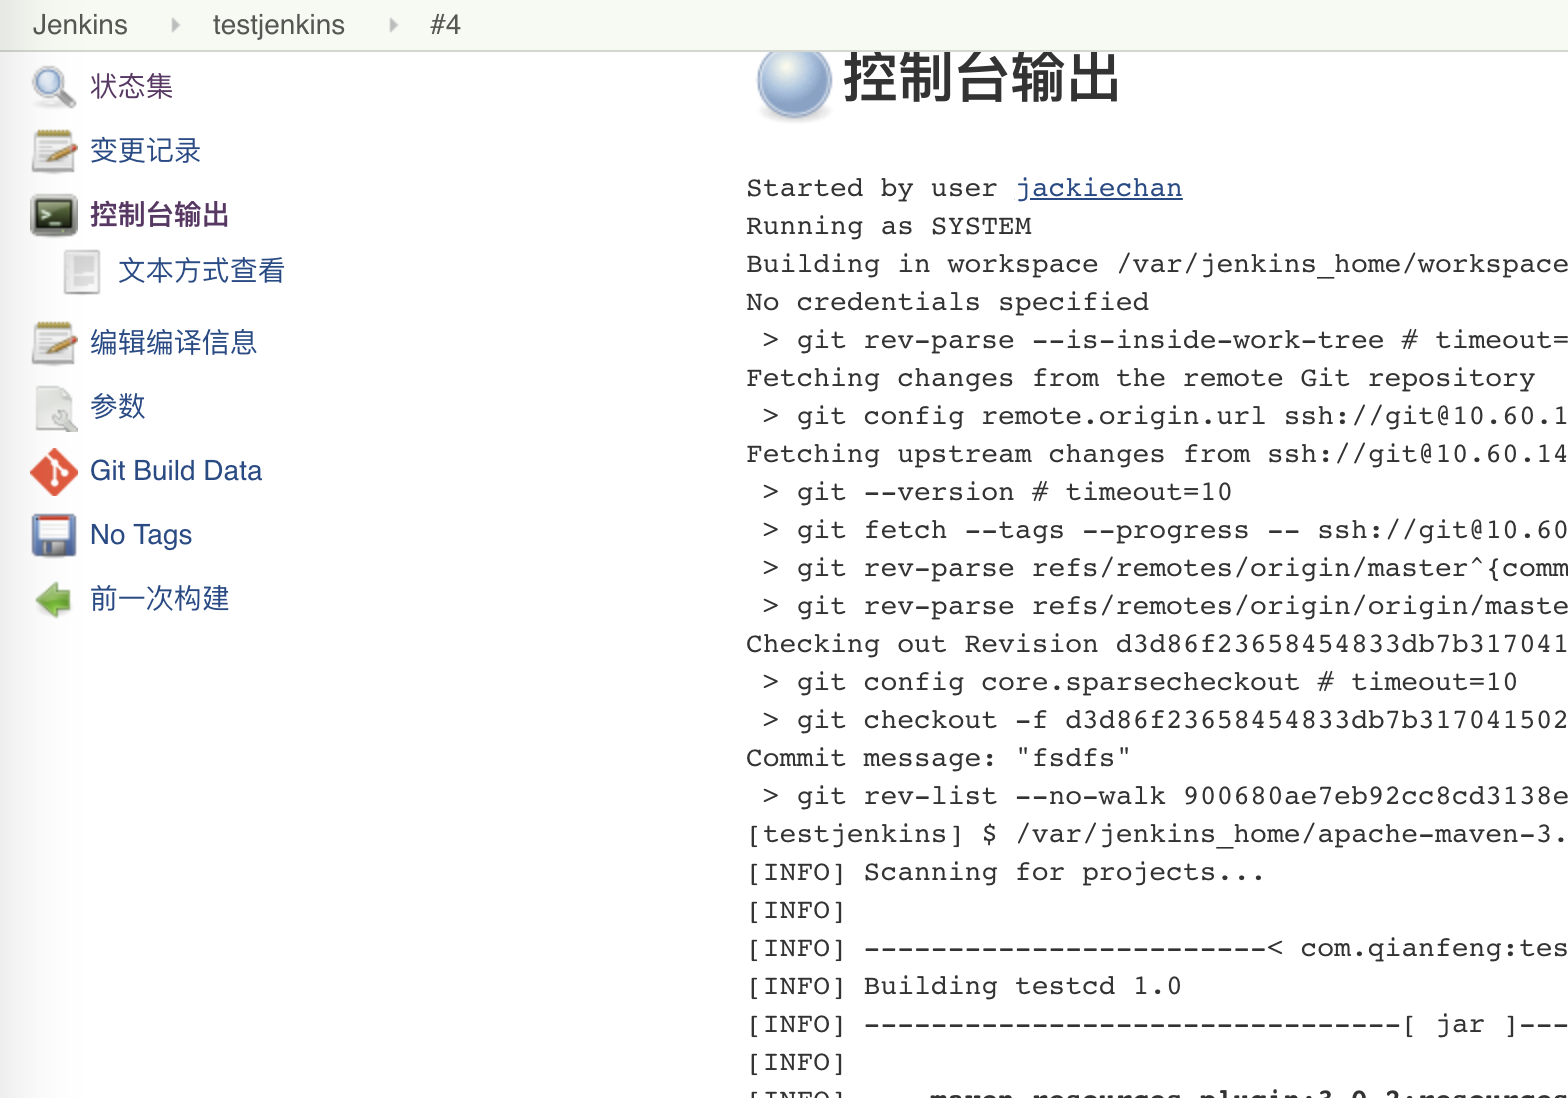 Jenkins testjenkins #4
状态集
变更记录
控制台输出
文本方式查看
编辑编译信息
参数
Git Build Data
No Tags
前一次构建
控制台输出
Started by user jackiechan
Running as SYSTEM
Building in workspace /var/jenkins_home/workspace
No credentials specified
> git rev-parse --is-inside-work-tree # timeout=
Fetching changes from the remote Git repository
> git config remote.origin.url ssh://git@10.60.1
Fetching upstream changes from ssh://git@10.60.14
> git --version # timeout=10
> git fetch --tags --progress -- ssh://git@10.60
> git rev-parse refs/remotes/origin/master^{comm
> git rev-parse refs/remotes/origin/origin/maste
Checking out Revision d3d86f23658454833db7b317041
> git config core.sparsecheckout # timeout=10
> git checkout -f d3d86f23658454833db7b317041502
Commit message: "fsdfs"
> git rev-list --no-walk 900680ae7eb92cc8cd3138e
[testjenkins] $ /var/jenkins_home/apache-maven-3.
[INFO] Scanning for projects...
[INFO]
[INFO] ------------------------< com.qianfeng:tes
[INFO] Building testcd 1.0
[INFO] --------------------------------[ jar ]---
[INFO]
[INFO] maven-resources-plugin:3.0.2:resources